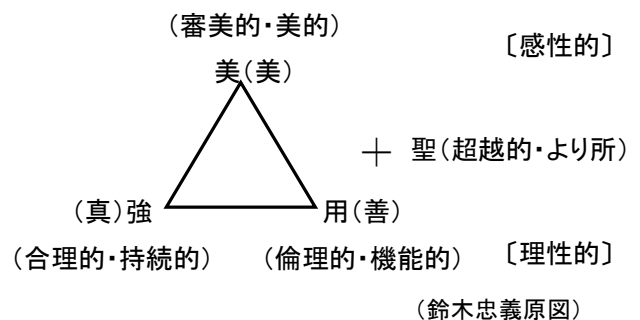 （審美的・美的）
〔感性的〕
美（美）
＋ 聖（超越的・より所）
（真）強
用（善）
（合理的・持続的）
（倫理的・機能的）
〔理性的〕
（鈴木忠義原図）